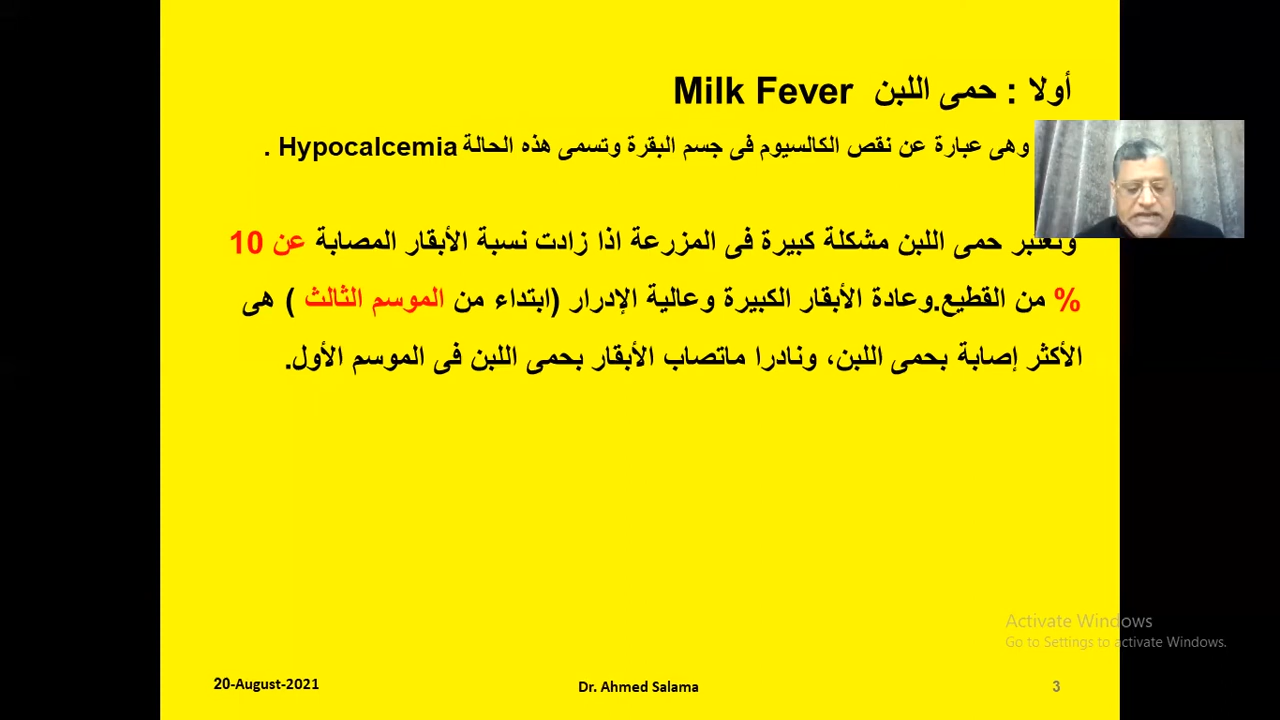 أولا : حمى اللبن Milk Fever
وهى عبارة عن نقص الكالسيوم فى جسم البقرة وتسمى هذه الحالة Hypocalcemia .
وتعتبر حمى اللبن مشكلة كبيرة فى المزرعة اذا زادت نسبة الأبقار المصابة عن 10
% من القطيع.وعادة الأبقار الكبيرة وعالية الإدرار (ابتداء من الموسم الثالث ) هى
الأكثر إصابة بحمى اللبن، ونادرا ماتصاب الأبقار بحمى اللبن فى الموسم الأول.
Activate Windows
Go to Settings to activate Windows.
20-August-2021
Dr. Ahmed Salama
3